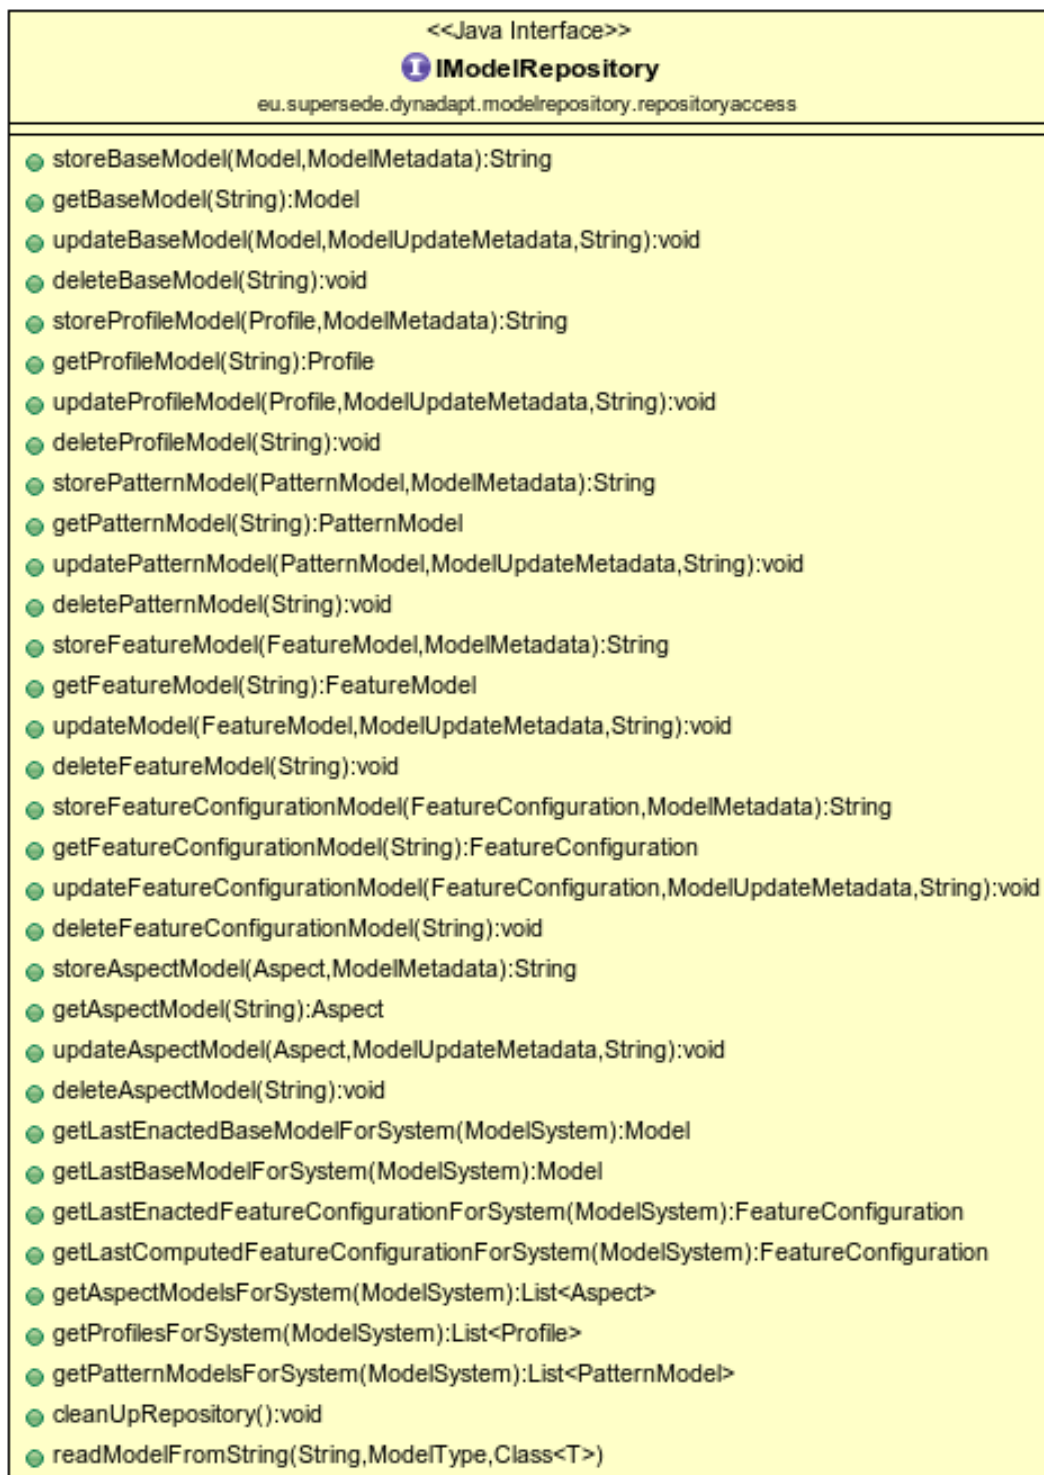 <<Java Interface>>
I IModelRepository
eu.supersede.dynadapt.modelrepository.repositoryaccess
storeBaseModel(Model,ModelMetadata):String
getBaseModel(String):Model
updateBaseModel(Model,ModelUpdateMetadata,String):void
deleteBaseModel(String):void
storeProfileModel(Profile,ModelMetadata):String
getProfileModel(String):Profile
updateProfileModel(Profile,ModelUpdateMetadata,String):void
deleteProfileModel(String):void
storePatternModel(PatternModel,ModelMetadata):String
getPatternModel(String):PatternModel
updatePatternModel(PatternModel,ModelUpdateMetadata,String):void
deletePatternModel(String):void
storeFeatureModel(FeatureModel,ModelMetadata):String
getFeatureModel(String):FeatureModel
updateModel(FeatureModel,ModelUpdateMetadata,String):void
deleteFeatureModel(String):void
storeFeatureConfigurationModel(FeatureConfiguration,ModelMetadata):String
getFeatureConfigurationModel(String):FeatureConfiguration
updateFeatureConfigurationModel(FeatureConfiguration,ModelUpdateMetadata,String):void
deleteFeatureConfigurationModel(String):void
storeAspectModel(Aspect,ModelMetadata):String
getAspectModel(String):Aspect
updateAspectModel(Aspect,ModelUpdateMetadata,String):void
deleteAspectModel(String):void
getLastEnactedBaseModelForSystem(ModelSystem):Model
getLastBaseModelForSystem(ModelSystem):Model
getLastEnactedFeatureConfigurationForSystem(ModelSystem):FeatureConfiguration
getLastComputedFeatureConfigurationForSystem(ModelSystem):FeatureConfiguration
getAspectModelsForSystem(ModelSystem):List<Aspect>
getProfilesForSystem(ModelSystem):List<Profile>
getPatternModelsForSystem(ModelSystem):List<PatternModel>
cleanUpRepository():void
readModelFromString(String,ModelType,Class<T>)